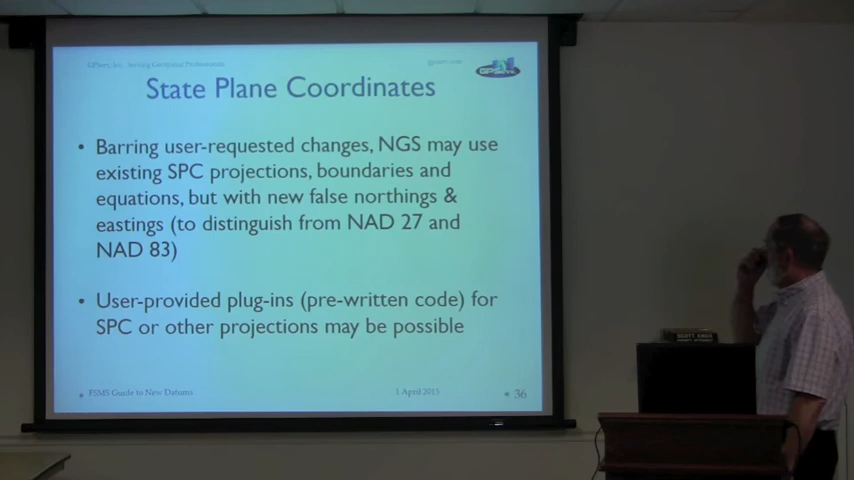 GPServ, Inc. Serving Geospatial Professionals
GPSERV
State Plane Coordinates
• Barring user-requested changes, NGS may use
existing SPC projections, boundaries and
equations, but with new false northings &
eastings (to distinguish from NAD 27 and
NAD 83)
• User-provided plug-ins (pre-written code) for
SPC or other projections may be possible
• FSMS Guide to New Datums
1 April 2015
• 36